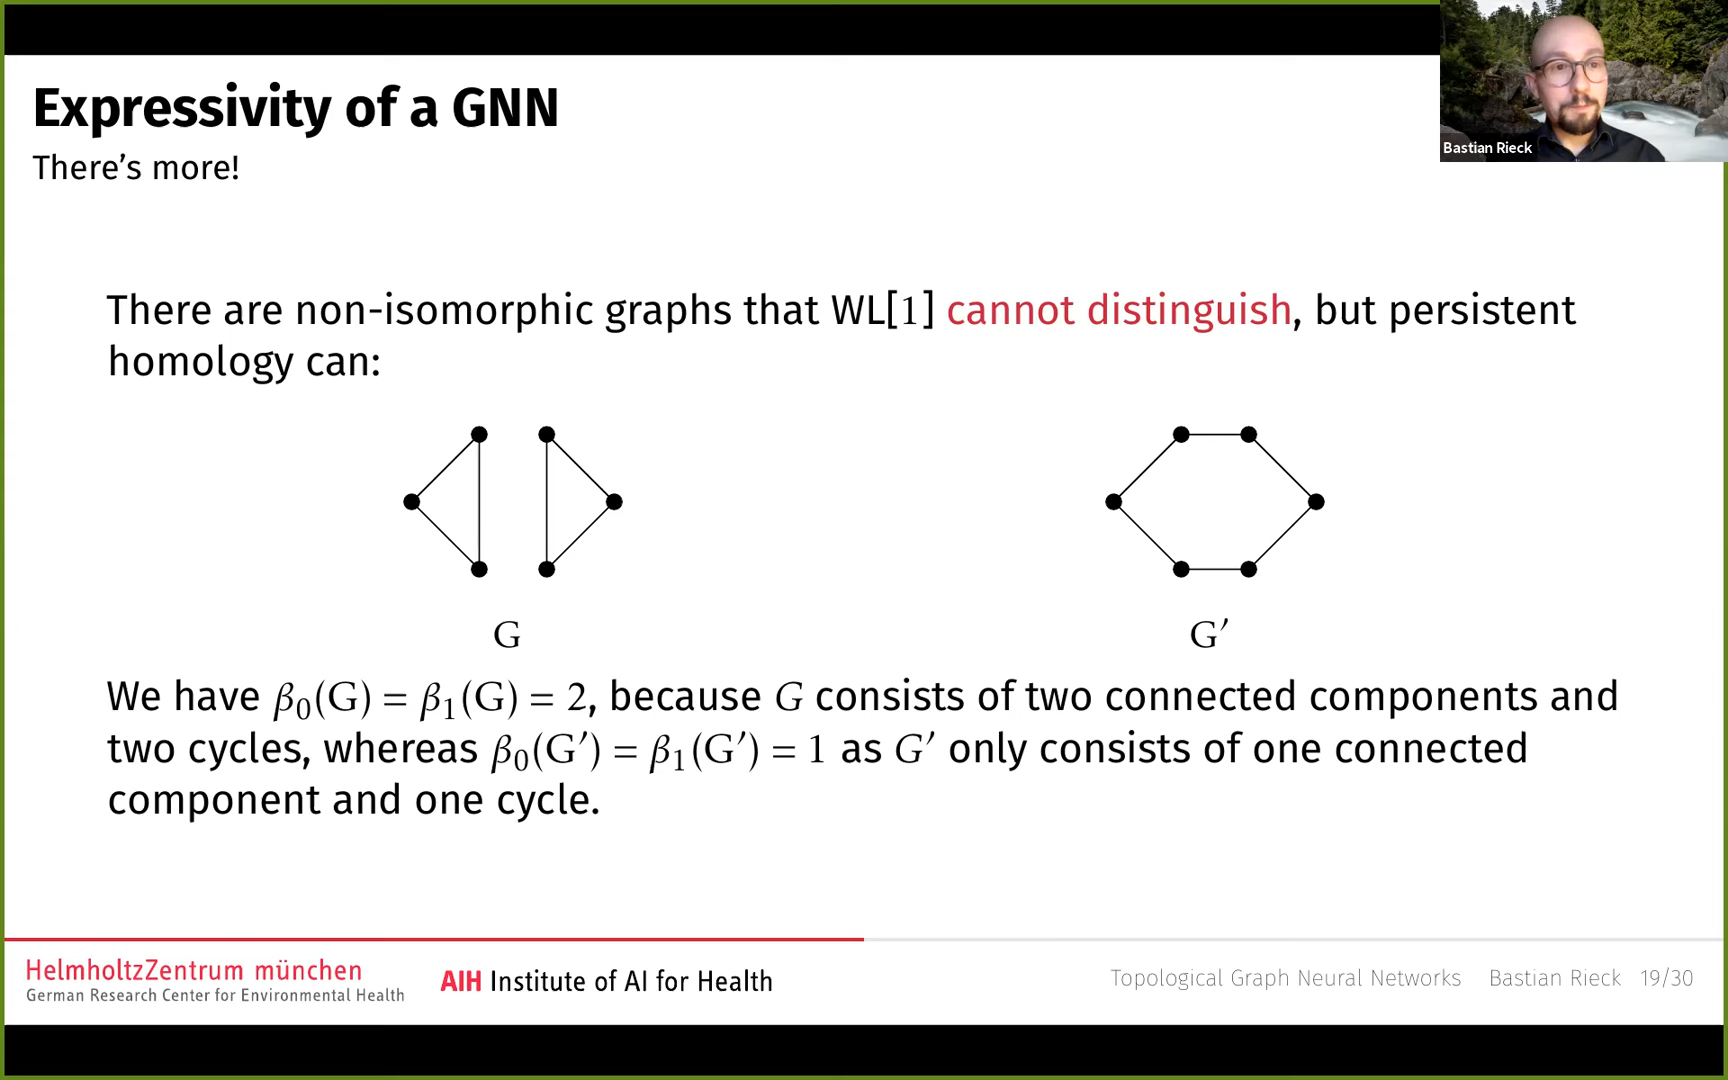 Expressivity of a GNN
There's more!
Bastian Rieck
There are non-isomorphic graphs that WL[1] cannot distinguish, but persistent
homology can:
G
G′
We have β₀(G) = β₁(G) = 2, because G consists of two connected components and
two cycles, whereas β₀(G′) = β₁(G′) = 1 as G′ only consists of one connected
component and one cycle.
HelmholtzZentrum münchen
German Research Center for Environmental Health
AIH Institute of AI for Health
Topological Graph Neural Networks Bastian Rieck 19/30